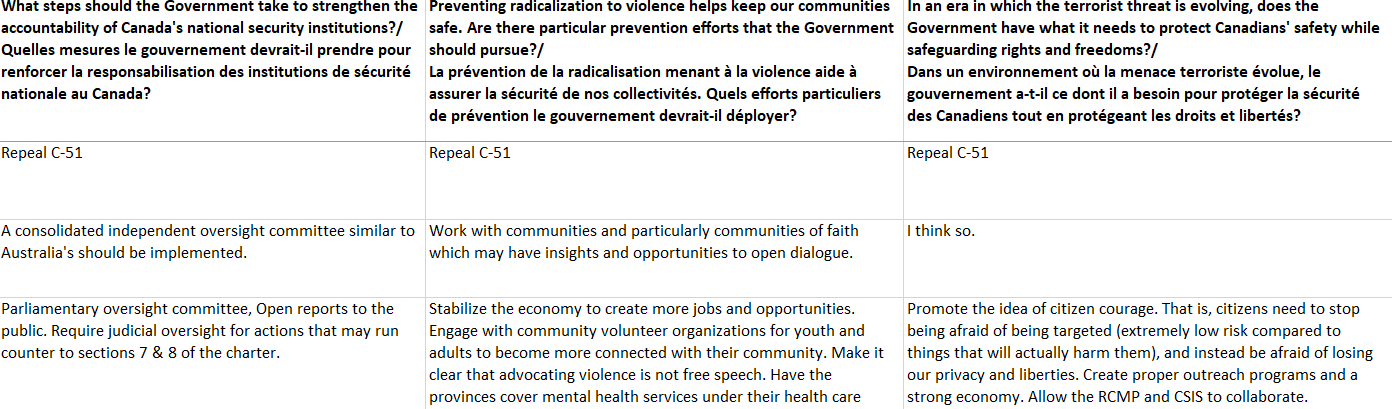 What steps should the Government take to strengthen the
accountability of Canada's national security institutions?/
Quelles mesures le gouvernement devrait-il prendre pour
renforcer la responsabilisation des institutions de sécurité
nationale au Canada?
Preventing radicalization to violence helps keep our communities
safe. Are there particular prevention efforts that the Government
should pursue?/
La prévention de la radicalisation menant à la violence aide à
assurer la sécurité de nos collectivités. Quels efforts particuliers
de prévention le gouvernement devrait-il déployer?
In an era in which the terrorist threat is evolving, does the
Government have what it needs to protect Canadians' safety while
safeguarding rights and freedoms?/
Dans un environnement où la menace terroriste évolue, le
gouvernement a-t-il ce dont il a besoin pour protéger la sécurité
des Canadiens tout en protégeant les droits et libertés?
Repeal C-51
Repeal C-51
Repeal C-51
A consolidated independent oversight committee similar to
Australia's should be implemented.
Work with communities and particularly communities of faith
which may have insights and opportunities to open dialogue.
I think so.
Parliamentary oversight committee, Open reports to the
public. Require judicial oversight for actions that may run
counter to sections 7 & 8 of the charter.
Stabilize the economy to create more jobs and opportunities.
Engage with community volunteer organizations for youth and
adults to become more connected with their community. Make it
clear that advocating violence is not free speech. Have the
provinces cover mental health services under their health care
Promote the idea of citizen courage. That is, citizens need to stop
being afraid of being targeted (extremely low risk compared to
things that will actually harm them), and instead be afraid of losing
our privacy and liberties. Create proper outreach programs and a
strong economy. Allow the RCMP and CSIS to collaborate.